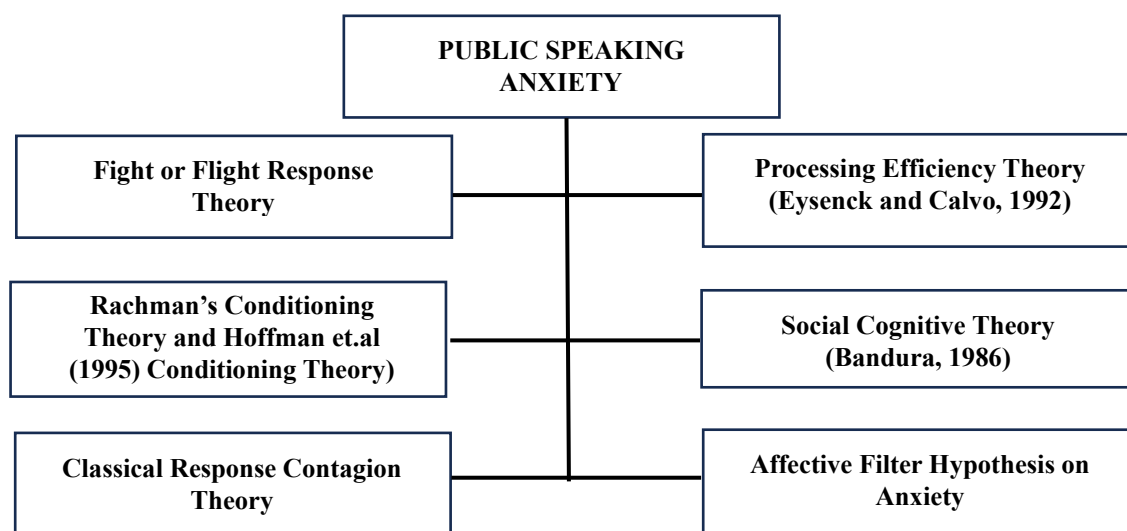 PUBLIC SPEAKING
ANXIETY
Fight or Flight Response
Theory
Processing Efficiency Theory
(Eysenck and Calvo, 1992)
Rachman’s Conditioning
Theory and Hoffman et.al
(1995) Conditioning Theory)
Social Cognitive Theory
(Bandura, 1986)
Classical Response Contagion
Theory
Affective Filter Hypothesis on
Anxiety